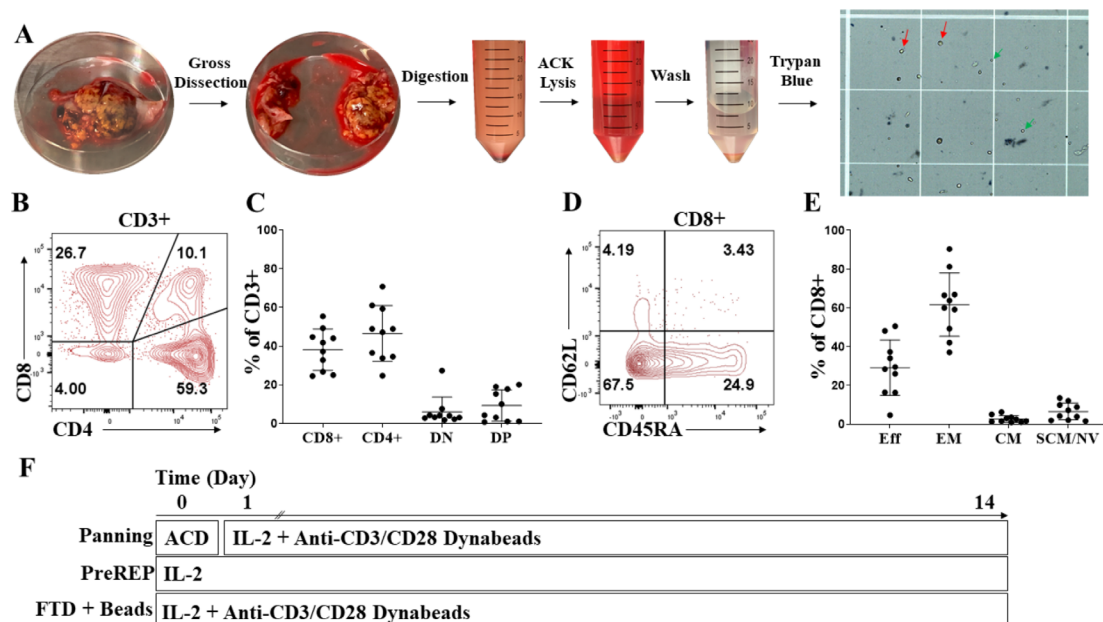 A
Gross
Dissection
Digestion
ACK
Lysis
Wash
Trypan
Blue
B
CD3+
26.7
10.1
4.00
59.3
CD8
CD4
C
% of CD3+
100
80
60
40
20
0
CD8+
CD4+
DN
DP
D
CD8+
4.19
3.43
67.5
24.9
CD62L
CD45RA
E
% of CD8+
100
80
60
40
20
0
Eff
EM
CM
SCM/NV
F
Time (Day)
0
1
14
Panning
ACD
IL-2 + Anti-CD3/CD28 Dynabeads
PreREP
IL-2
FTD + Beads
IL-2 + Anti-CD3/CD28 Dynabeads